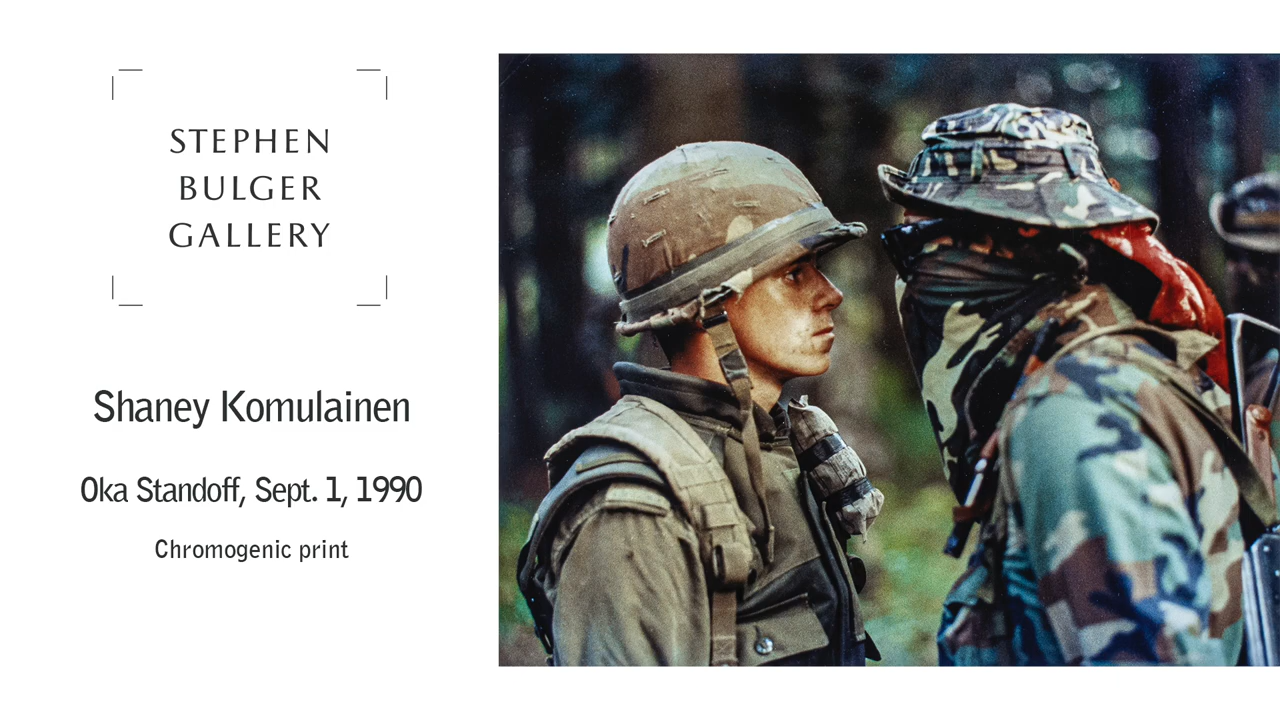 STEPHEN
BULGER
GALLERY
Shaney Komulainen
Oka Standoff, Sept. 1, 1990
Chromogenic print